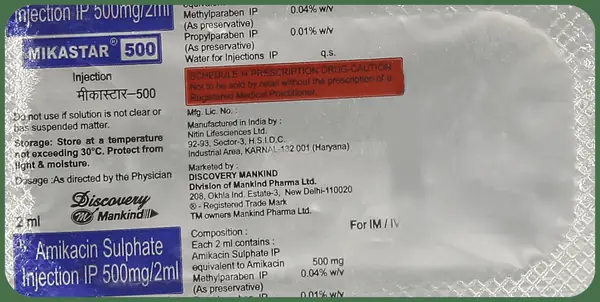 njection IP 500mg/2ml
MIKASTAR® 500
Injection
मीकास्टार-500
Do not use if solution is not clear or
has suspended matter.
Storage: Store at a temperature
not exceeding 30°C. Protect from
light & moisture.
Dosage :As directed by the Physician
Discovery
Mankind
2 ml
Amikacin Sulphate
Injection IP 500mg/2ml
Methylparaben IP 0.04% w/v
(As preservative)
Propylparaben IP 0.01% w/v
(As preservative)
Water for Injections IP q.s.
SCHEDULE H PRESCRIPTION DRUG-CAUTION
Not to be sold by retail without the prescription of a
Registered Medical Practitioner.
Mfg. Lic. No. :
Manufactured in India by :
Nitin Lifesciences Ltd.
92-93, Sector-3, H.S.I.D.C.
Industrial Area, KARNAL-132 001 (Haryana)
Marketed by :
DISCOVERY MANKIND
Division of Mankind Pharma Ltd.
208, Okhla Ind. Estate-3, New Delhi-110020
® - Registered Trade Mark
TM owners Mankind Pharma Ltd.
For IM / IV
Composition :
Each 2 ml contains :
Amikacin Sulphate IP
equivalent to Amikacin 500 mg
Methylparaben IP 0.04% w/v
(As preservative)
0.01% w/v